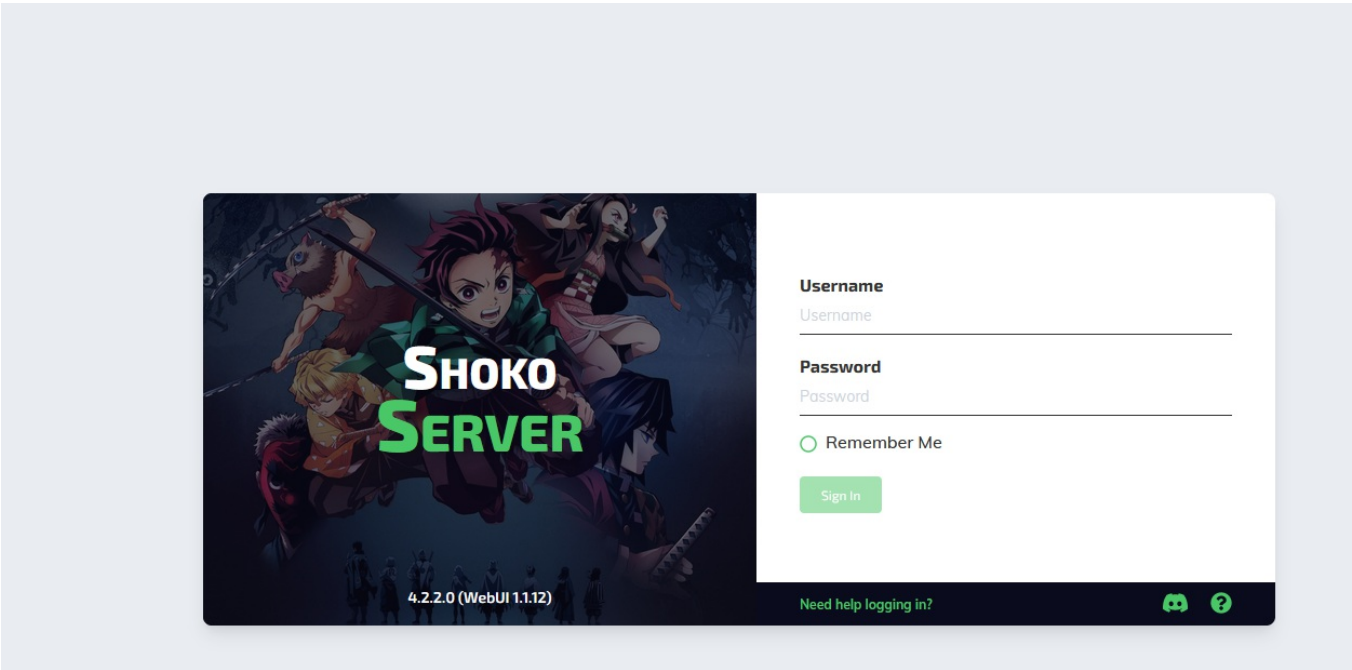 SHOKO
SERVER
4.2.2.0 (WebUI 1.1.12)
Username
Username
Password
Password
Remember Me
Sign In
Need help logging in?